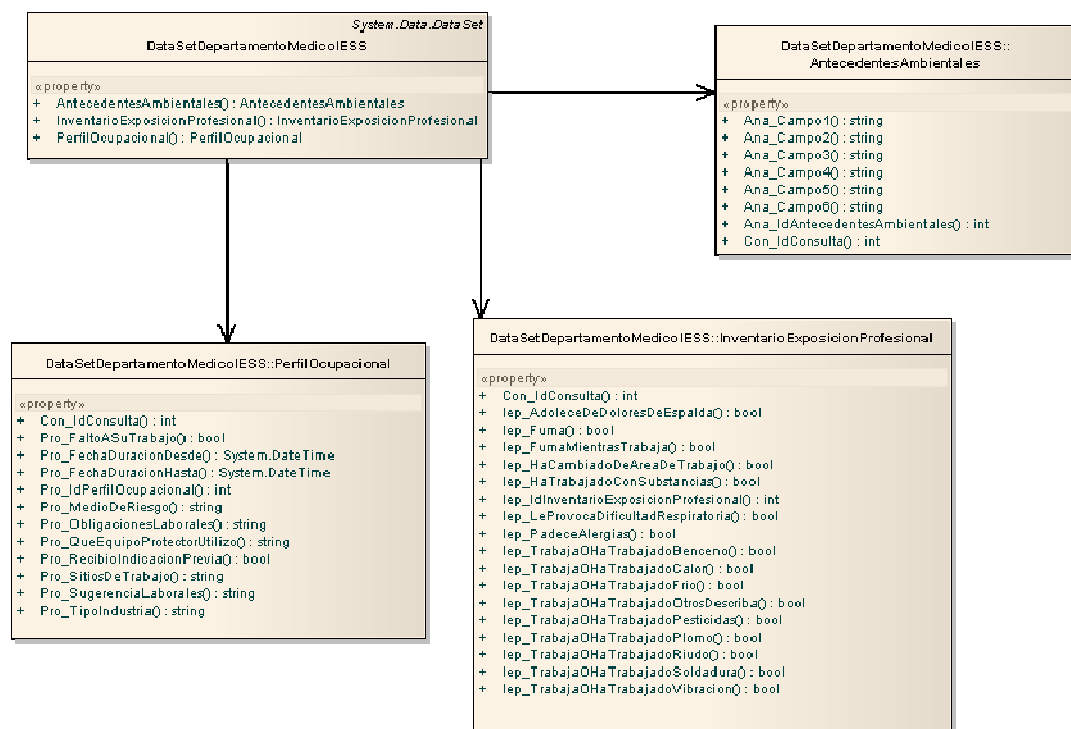 System.Data.DataSet
DataSetDepartamentoMedicoIESS
«property»
+ AntecedentesAmbientales() : AntecedentesAmbientales
+ InventarioExposicionProfesional() : InventarioExposicionProfesional
+ PerfilOcupacional() : PerfilOcupacional
DataSetDepartamentoMedicoIESS::
AntecedentesAmbientales
«property»
+ Ana_Campo1() : string
+ Ana_Campo2() : string
+ Ana_Campo3() : string
+ Ana_Campo4() : string
+ Ana_Campo5() : string
+ Ana_Campo6() : string
+ Ana_IdAntecedentesAmbientales() : int
+ Con_IdConsulta() : int
DataSetDepartamentoMedicoIESS::PerfilOcupacional
«property»
+ Con_IdConsulta() : int
+ Pro_FaltoASuTrabajo() : bool
+ Pro_FechaDuracionDesde() : System.DateTime
+ Pro_FechaDuracionHasta() : System.DateTime
+ Pro_IdPerfilOcupacional() : int
+ Pro_MedioDeRiesgo() : string
+ Pro_ObligacionesLaborales() : string
+ Pro_QueEquipoProtectorUtilizo() : string
+ Pro_RecibioIndicacionPrevia() : bool
+ Pro_SitiosDeTrabajo() : string
+ Pro_SugerenciaLaborales() : string
+ Pro_TipoIndustria() : string
DataSetDepartamentoMedicoIESS::InventarioExposicionProfesional
«property»
+ Con_IdConsulta() : int
+ Iep_AdoleceDeDoloresDeEspalda() : bool
+ Iep_Fuma() : bool
+ Iep_FumaMientrasTrabaja() : bool
+ Iep_HaCambiadoDeAreaDeTrabajo() : bool
+ Iep_HaTrabajadoConSubstancias() : bool
+ Iep_IdInventarioExposicionProfesional() : int
+ Iep_LeProvocaDificultadRespiratoria() : bool
+ Iep_PadeceAlergias() : bool
+ Iep_TrabajaOHaTrabajadoBenceno() : bool
+ Iep_TrabajaOHaTrabajadoCalor() : bool
+ Iep_TrabajaOHaTrabajadoFrio() : bool
+ Iep_TrabajaOHaTrabajadoOtrosDescriba() : bool
+ Iep_TrabajaOHaTrabajadoPesticidas() : bool
+ Iep_TrabajaOHaTrabajadoPlomo() : bool
+ Iep_TrabajaOHaTrabajadoRiudo() : bool
+ Iep_TrabajaOHaTrabajadoSoldadura() : bool
+ Iep_TrabajaOHaTrabajadoVibracion() : bool